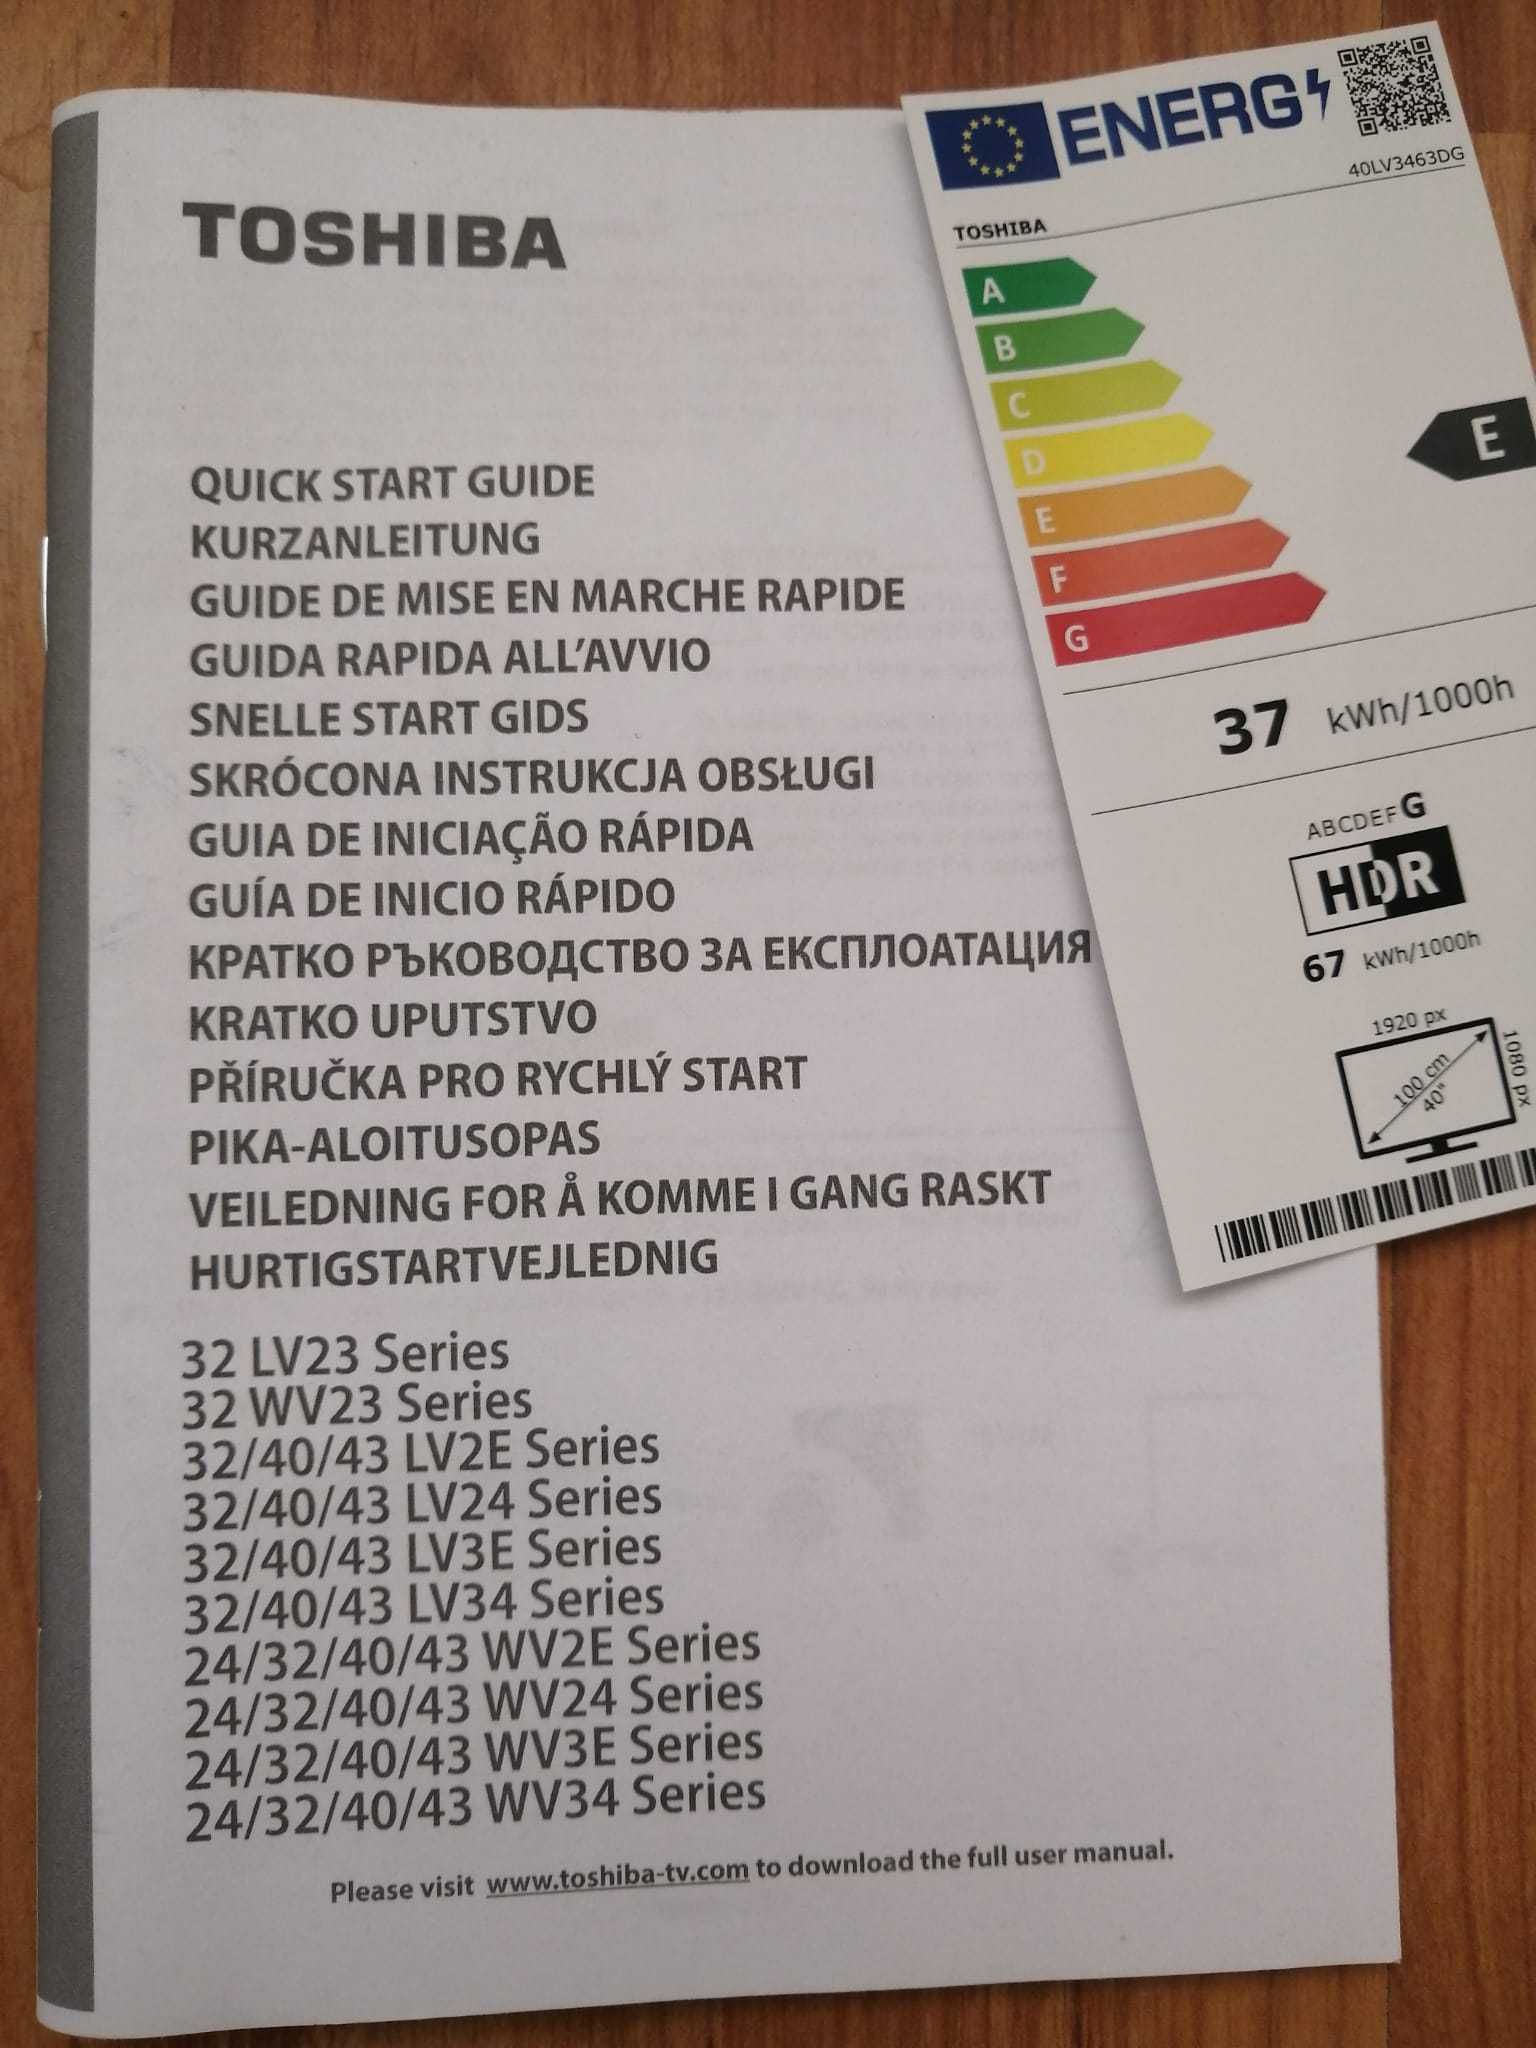 TOSHIBA
QUICK START GUIDE
KURZANLEITUNG
GUIDE DE MISE EN MARCHE RAPIDE
GUIDA RAPIDA ALL'AVVIO
SNELLE START GIDS
SKRÓCONA INSTRUKCJA OBSŁUGI
GUIA DE INICIAÇÃO RÁPIDA
GUÍA DE INICIO RÁPIDO
КРАТКО РЪКОВОДСТВО ЗА ЕКСПЛОАТАЦИЯ
KRATKO UPUTSTVO
PŘÍRUČKA PRO RYCHLÝ START
PIKA-ALOITUSOPAS
VEILEDNING FOR Å KOMME I GANG RASKT
HURTIGSTARTVEJLEDNIG
32 LV23 Series
32 WV23 Series
32/40/43 LV2E Series
32/40/43 LV24 Series
32/40/43 LV3E Series
32/40/43 LV34 Series
24/32/40/43 WV2E Series
24/32/40/43 WV24 Series
24/32/40/43 WV3E Series
24/32/40/43 WV34 Series
Please visit www.toshiba-tv.com to download the full user manual.
ENERG
40LV3463DG
TOSHIBA
A
B
C
D
E
F
G
E
37 kWh/1000h
ABCDEFG
HDR
67 kWh/1000h
1920 px
1080 px
100 cm
40"